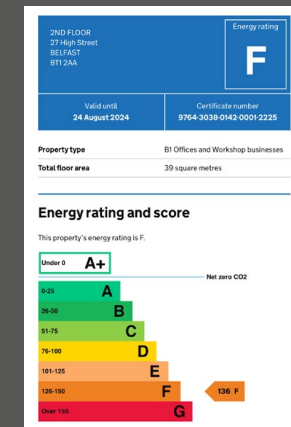 2ND FLOOR
27 High Street
BELFAST
BT1 2AA
Energy rating
F
Valid until
24 August 2024
Certificate number
9764-3038-0142-0001-2225
Property type
B1 Offices and Workshop businesses
Total floor area
39 square metres
Energy rating and score
This property's energy rating is F.
Under 0 A+
Net zero CO2
0-25 A
26-50 B
51-75 C
76-100 D
101-125 E
126-150 F
136 F
Over 150 G